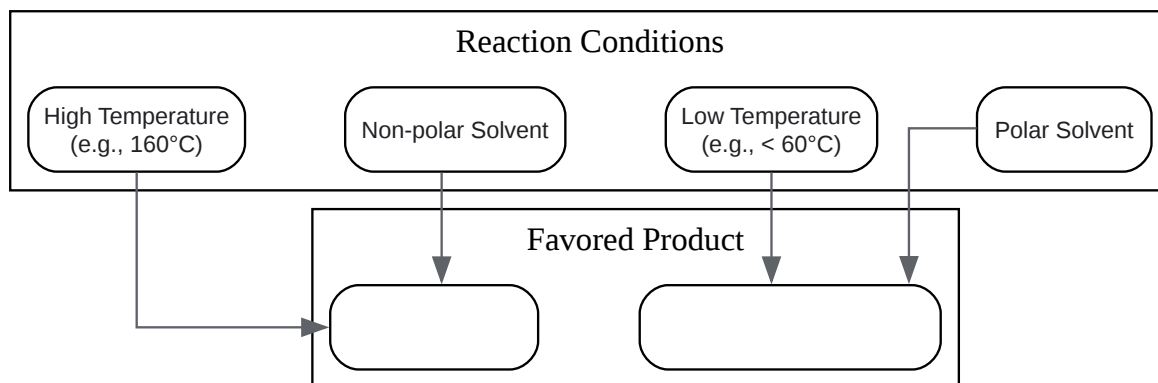 Reaction Conditions
High Temperature
(e.g., 160°C)
Non-polar Solvent
Low Temperature
(e.g., < 60°C)
Polar Solvent
Favored Product